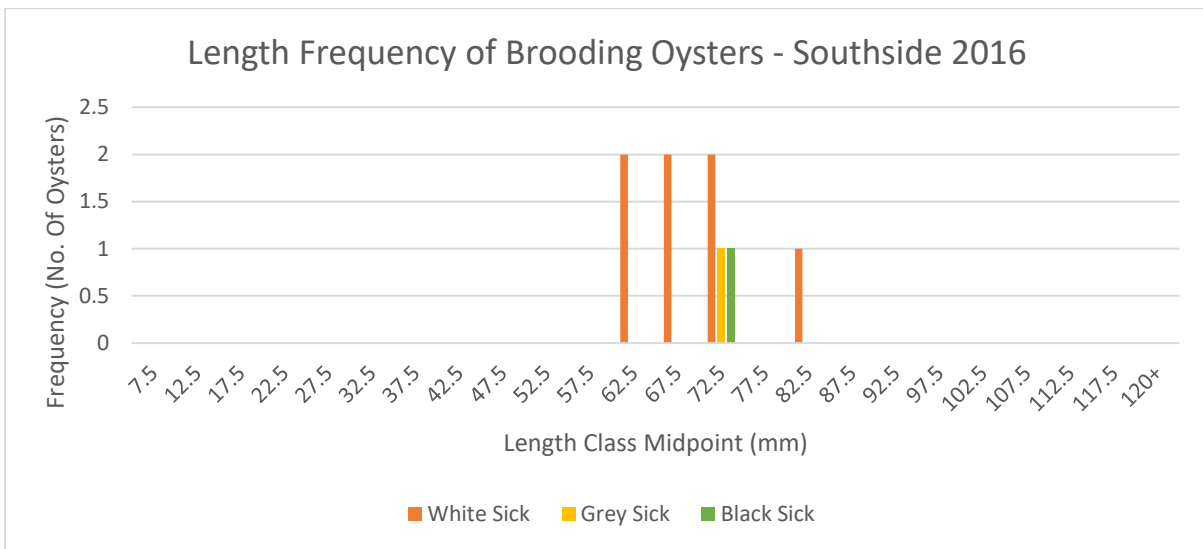 Length Frequency of Brooding Oysters - Southside 2016
Frequency (No. Of Oysters)
2.5
2
1.5
1
0.5
0
7.5 12.5 17.5 22.5 27.5 32.5 37.5 42.5 47.5 52.5 57.5 62.5 67.5 72.5 77.5 82.5 87.5 92.5 97.5 102.5 107.5 112.5 117.5 120+
Length Class Midpoint (mm)
White Sick Grey Sick Black Sick